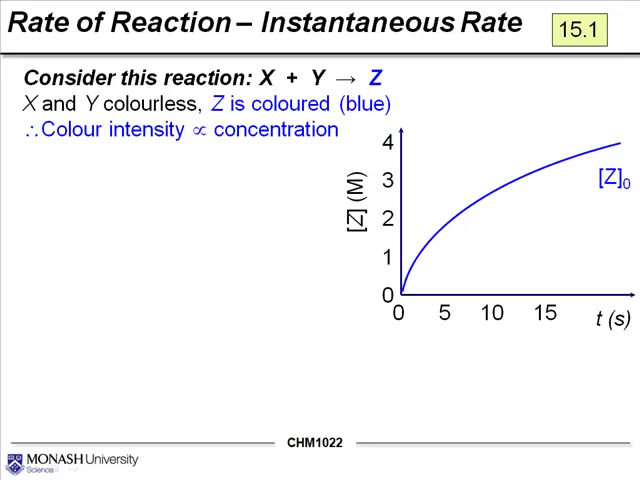 Rate of Reaction – Instantaneous Rate
15.1
Consider this reaction: X + Y → Z
X and Y colourless, Z is coloured (blue)
∴Colour intensity ∝ concentration
[Z] (M)
4
3
2
1
0
[Z]₀
0 5 10 15 t (s)
CHM1022
MONASH University
Science